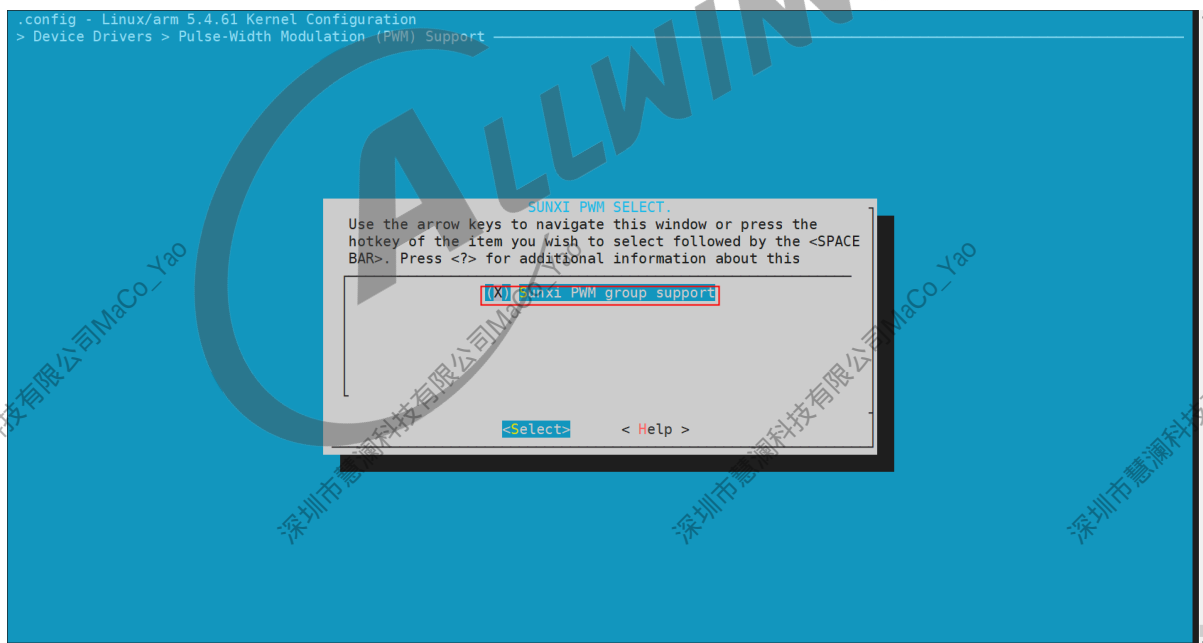 .config - Linux/arm 5.4.61 Kernel Configuration
> Device Drivers > Pulse-Width Modulation (PWM) Support
ALLWIN
SUNXI PWM SELECT.
Use the arrow keys to navigate this window or press the
hotkey of the item you wish to select followed by the <SPACE
BAR>. Press <?> for additional information about this
(X) Sunxi PWM group support
<Select> < Help >
深圳市慧澜科技有限公司MaCo_Yao
深圳市慧澜科技有限公司MaCo_Yao
深圳市慧澜科技
技有限公司MaCo_Yao